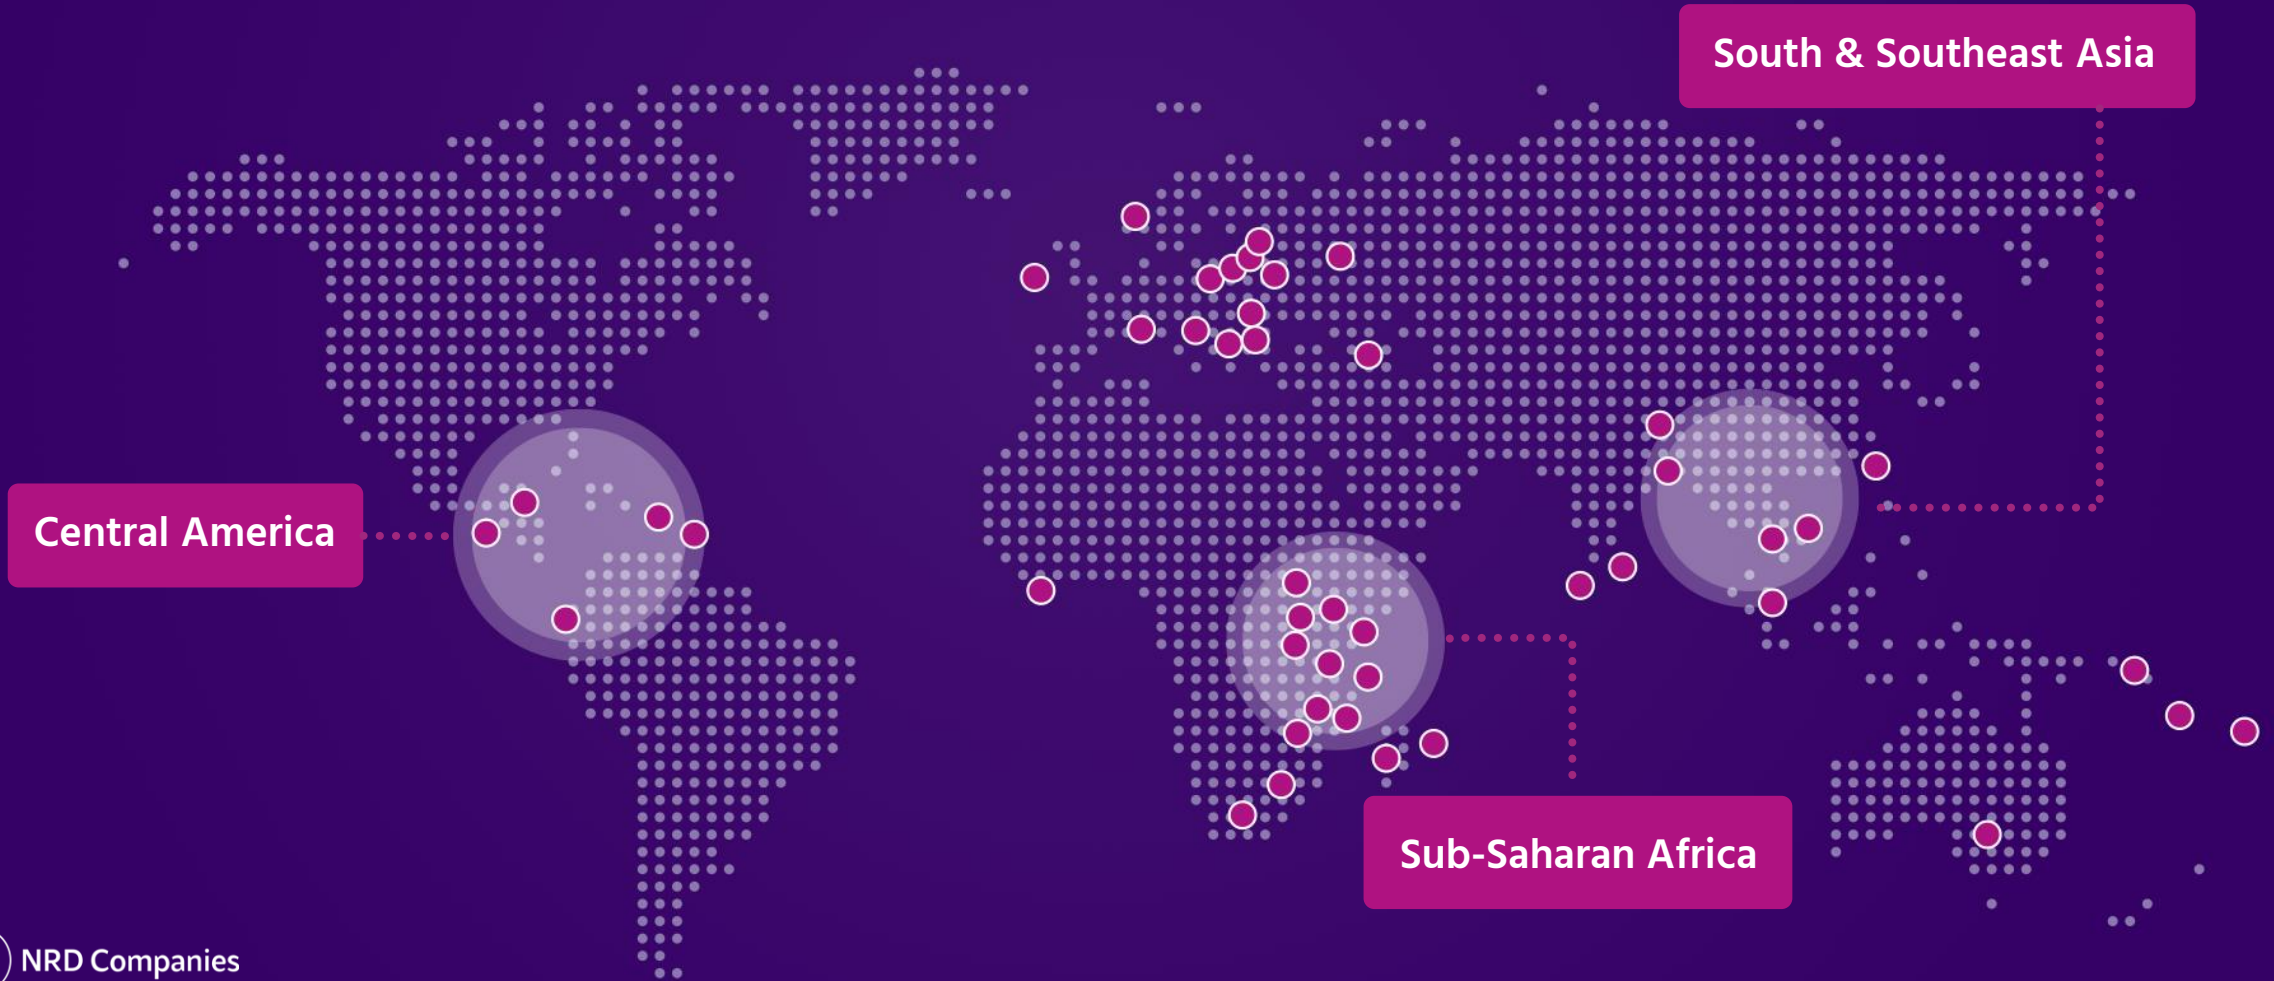 South & Southeast Asia
Central America
Sub-Saharan Africa
NRD Companies